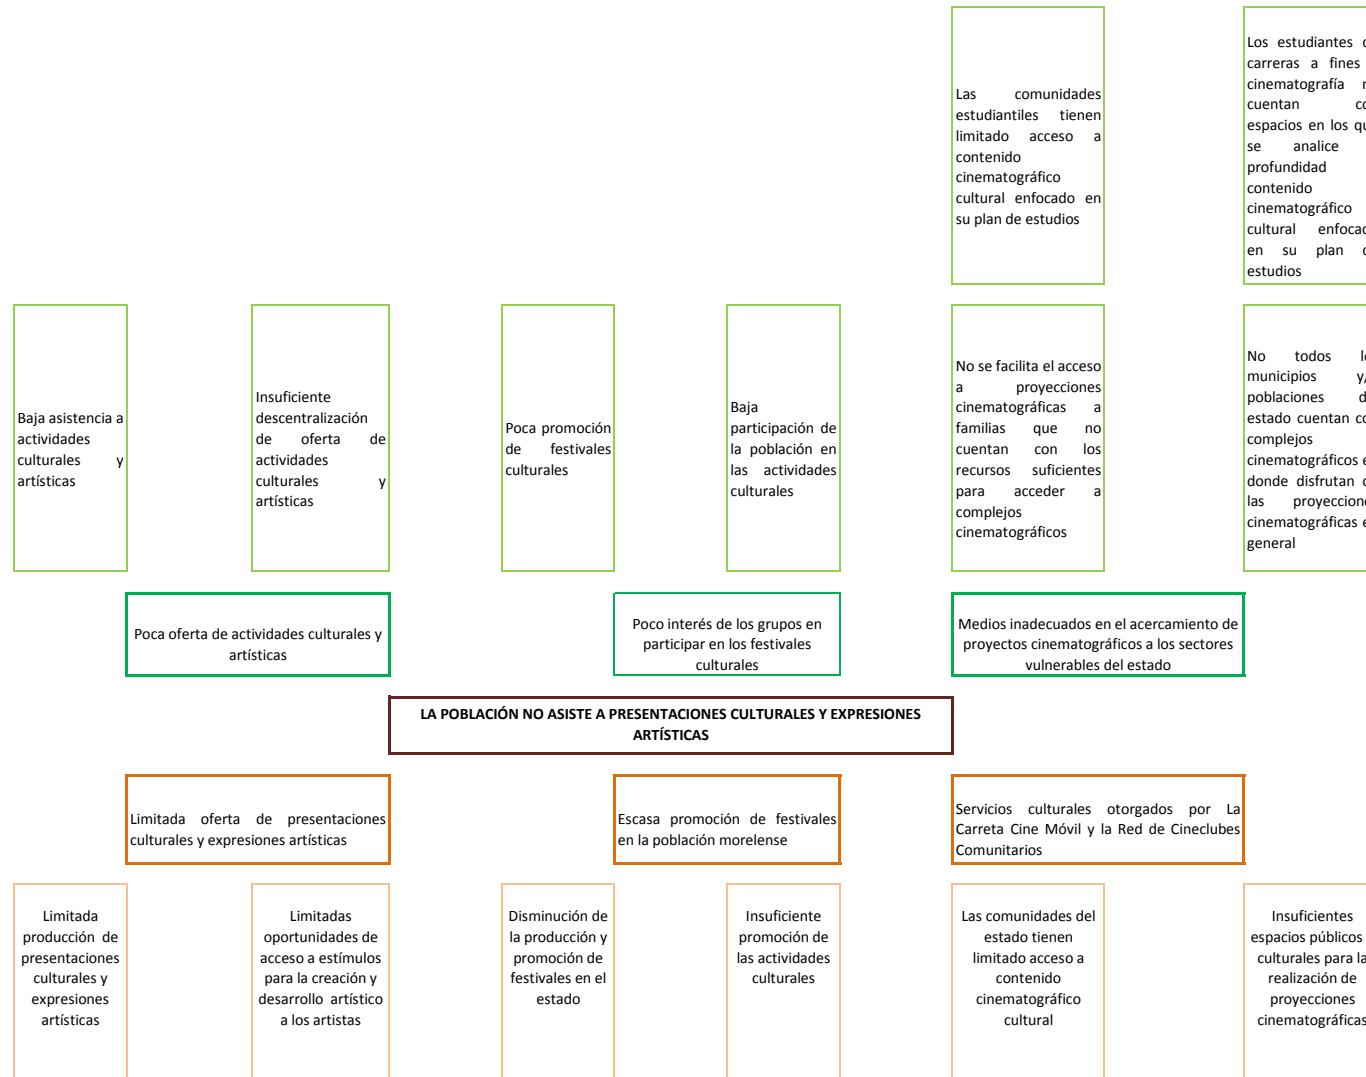 Las comunidades
estudiantiles tienen
limitado acceso a
contenido
cinematográfico
cultural enfocado en
su plan de estudios
Los estudiantes
carreras a fines
cinematografía
cuentan
espacios en los
se analice
profundidad
contenido
cinematográfico
cultural
en su plan
estudios
Baja asistencia a
actividades
culturales y
artísticas
Insuficiente
descentralización
de oferta de
actividades
culturales y
artísticas
Poca promoción
de festivales
culturales
Baja
participación de
la población en
las actividades
culturales
No se facilita el acceso
a proyecciones
cinematográficas a
familias que no
cuentan con los
recursos suficientes
para acceder a
complejos
cinematográficos
No todos
municipios
poblaciones
estado cuentan
complejos
cinematográficos
donde disfrutan
las
cinematográficas
general
Poca oferta de actividades culturales y
artísticas
Poco interés de los grupos en
participar en los festivales
culturales
Medios inadecuados en el acercamiento de
proyectos cinematográficos a los sectores
vulnerables del estado
LA POBLACIÓN NO ASISTE A PRESENTACIONES CULTURALES Y EXPRESIONES
ARTÍSTICAS
Limitada oferta de presentaciones
culturales y expresiones artísticas
Escasa promoción de festivales
en la población morelense
Servicios culturales otorgados por La
Carreta Cine Móvil y la Red de Cineclubes
Comunitarios
Limitada
producción de
presentaciones
culturales y
expresiones
artísticas
Limitadas
oportunidades de
acceso a estímulos
para la creación y
desarrollo artístico
a los artistas
Disminución de
la producción y
promoción de
festivales en el
estado
Insuficiente
promoción de
las actividades
culturales
Las comunidades del
estado tienen
limitado acceso a
contenido
cinematográfico
cultural
Insuficientes
espacios públicos
culturales para la
realización de
proyecciones
cinematográficas